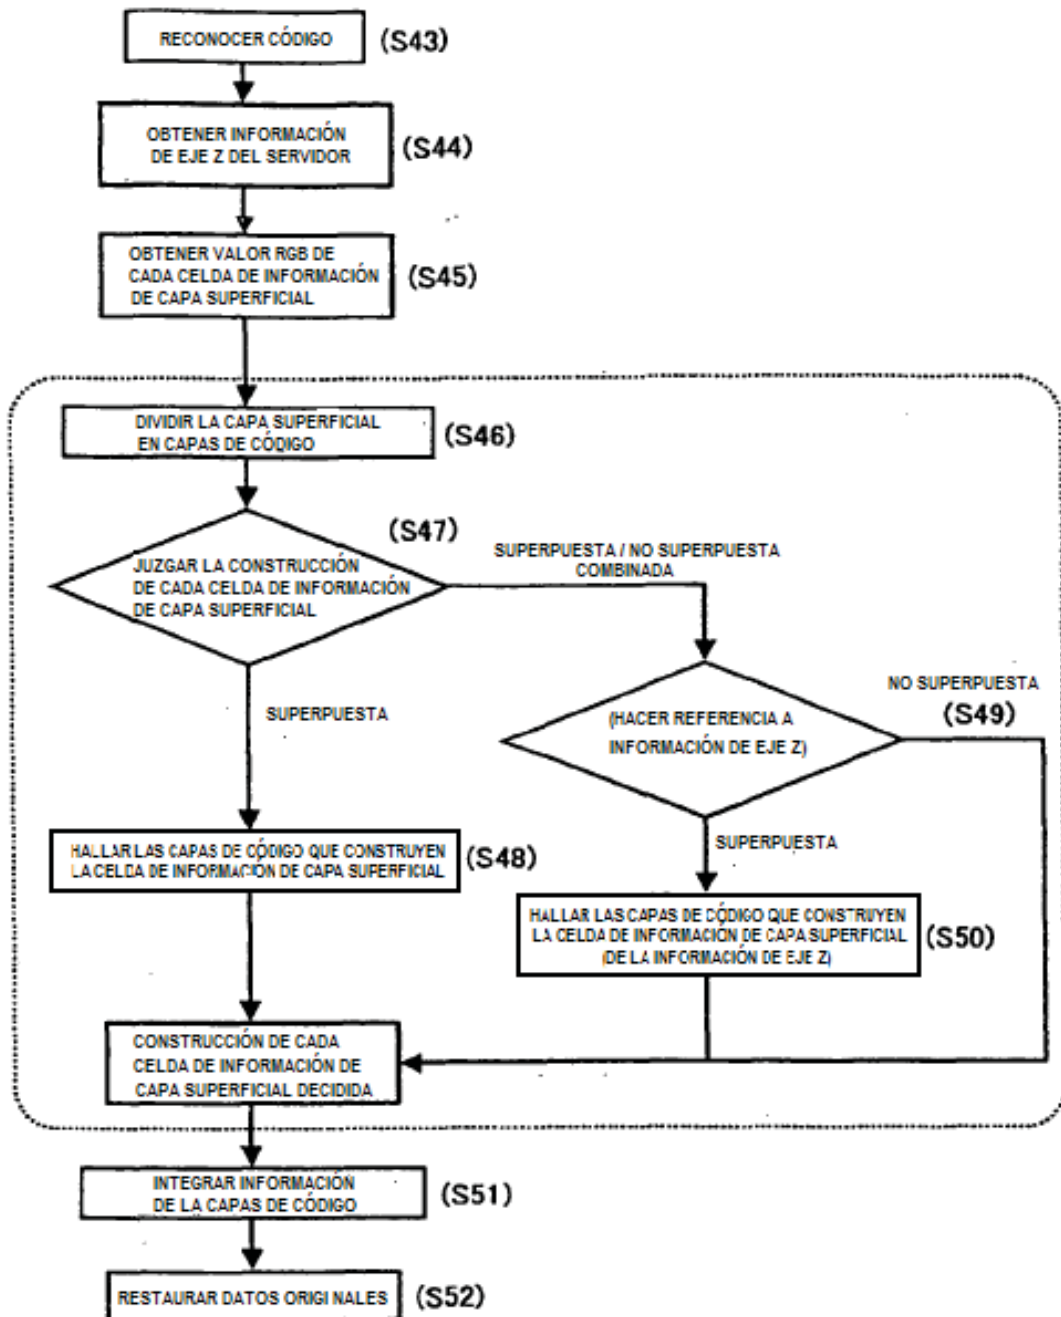 RECONOCER CÓDIGO
(S43)
OBTENER INFORMACIÓN
DE EJE Z DEL SERVIDOR
(S44)
OBTENER VALOR RGB DE
CADA CELDA DE INFORMACIÓN
DE CAPA SUPERFICIAL
(S45)
DIVIDIR LA CAPA SUPERFICIAL
EN CAPAS DE CÓDIGO
(S46)
(S47)
JUZGAR LA CONSTRUCCIÓN
DE CADA CELDA DE INFORMACIÓN
DE CAPA SUPERFICIAL
SUPERPUESTA / NO SUPERPUESTA
COMBINADA
SUPERPUESTA
(HACER REFERENCIA A
INFORMACIÓN DE EJE Z)
NO SUPERPUESTA
(S49)
SUPERPUESTA
HALLAR LAS CAPAS DE CÓDIGO QUE CONSTRUYEN
LA CELDA DE INFORMACIÓN DE CAPA SUPERFICIAL
(S48)
HALLAR LAS CAPAS DE CÓDIGO QUE CONSTRUYEN
LA CELDA DE INFORMACIÓN DE CAPA SUPERFICIAL
(DE LA INFORMACIÓN DE EJE Z)
(S50)
CONSTRUCCIÓN DE CADA
CELDA DE INFORMACIÓN DE
CAPA SUPERFICIAL DECIDIDA
INTEGRAR INFORMACIÓN
DE LA CAPAS DE CÓDIGO
(S51)
RESTAURAR DATOS ORIGINALES
(S52)